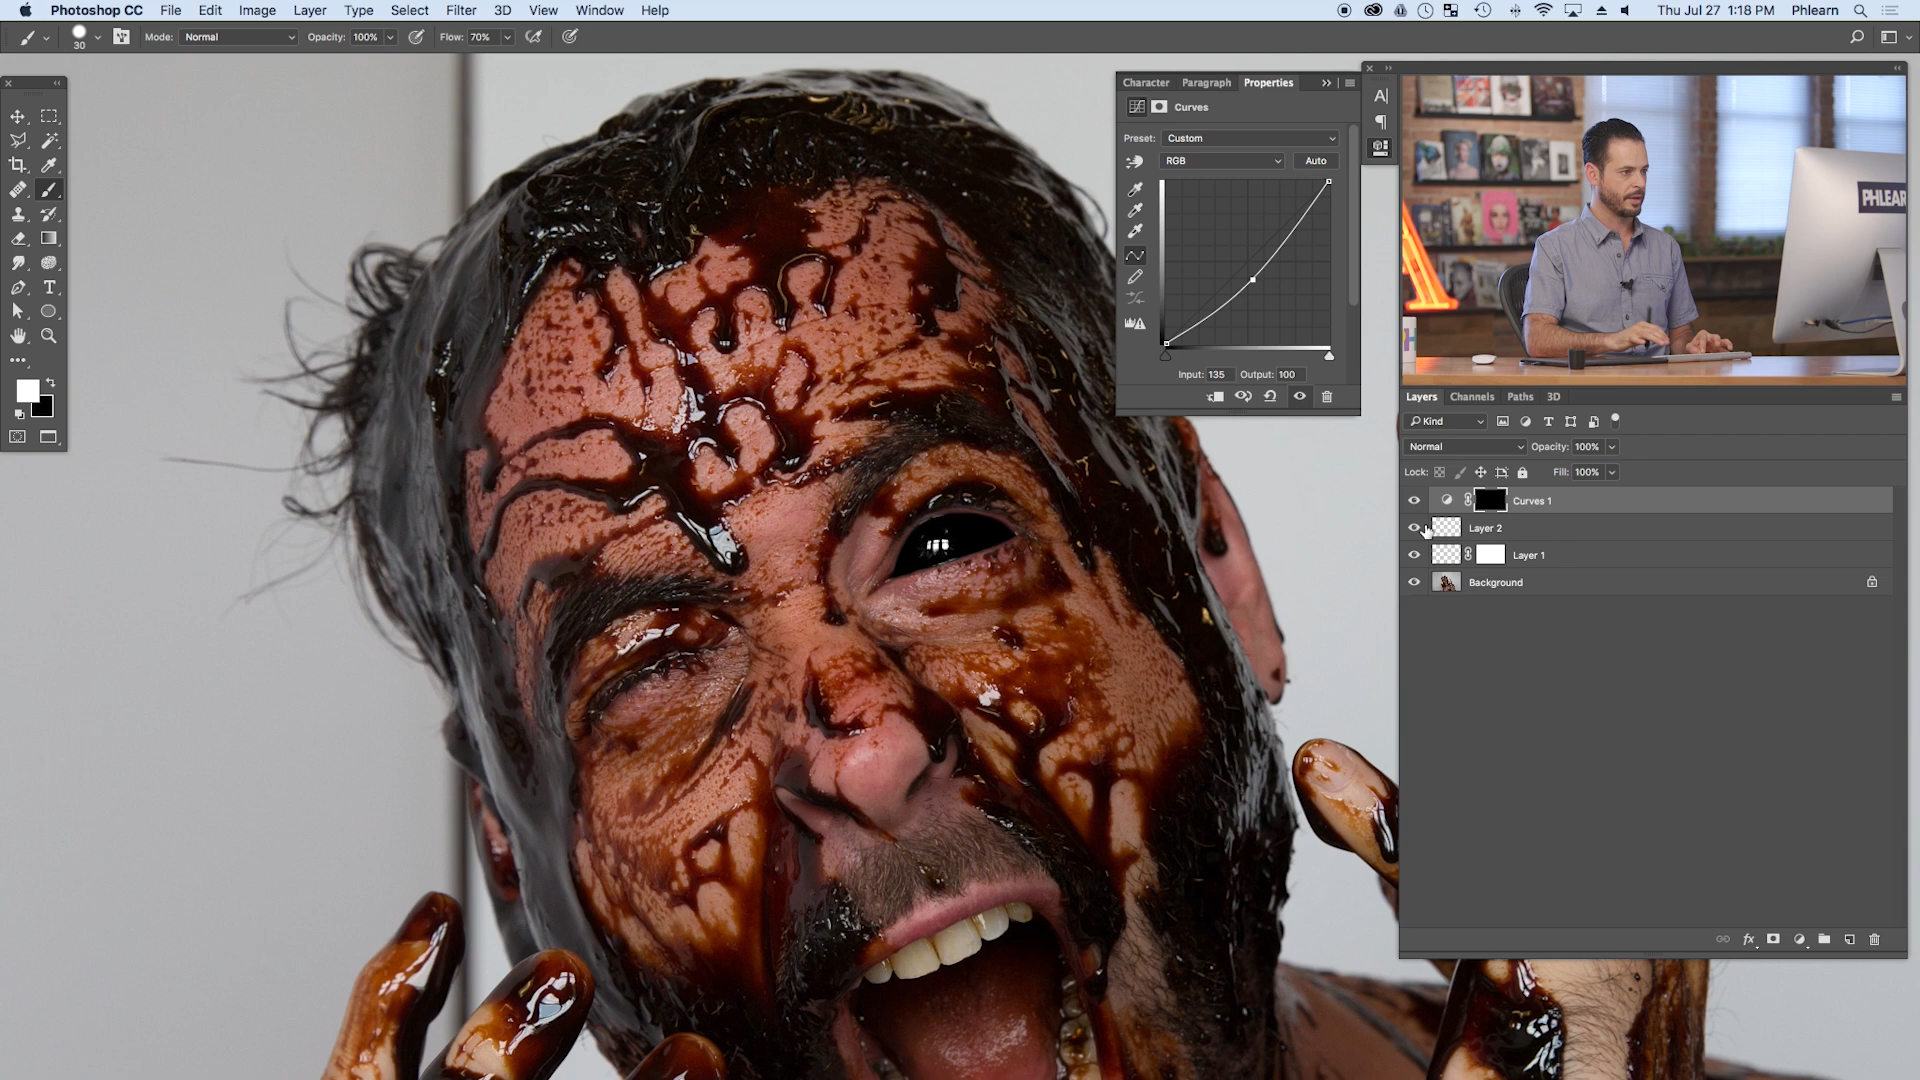 Photoshop CC File Edit Image Layer Type Select Filter 3D View Window Help Thu Jul 27 1:18 PM Phlearn
30 Mode: Normal Opacity: 100% Flow: 70%
Character Paragraph Properties
Curves
Preset: Custom
RGB Auto
Input: 135 Output: 100
PHLEAR
Layers Channels Paths 3D
Kind
Normal Opacity: 100%
Lock: Fill: 100%
Curves 1
Layer 2
Layer 1
Background